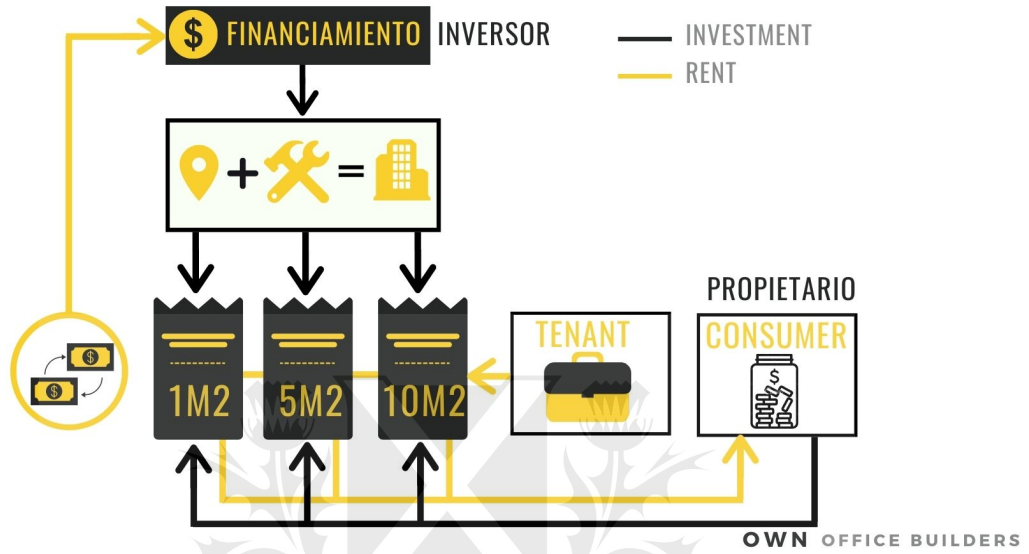 $ FINANCIAMIENTO INVERSOR
INVESTMENT
RENT
+ =
PROPIETARIO
TENANT
CONSUMER
$
$
$
1M2
5M2
10M2
OWN OFFICE BUILDERS